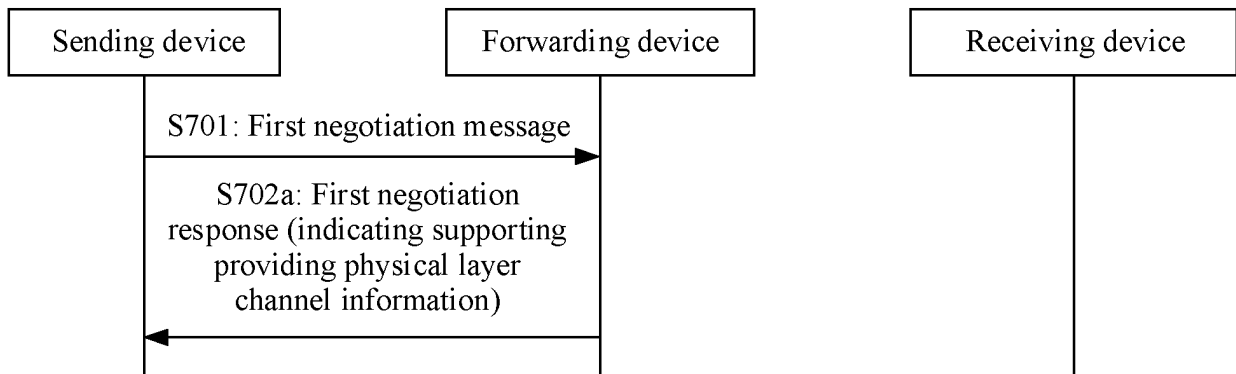 Sending device
Forwarding device
Receiving device
S701: First negotiation message
S702a: First negotiation
response (indicating supporting
providing physical layer
channel information)